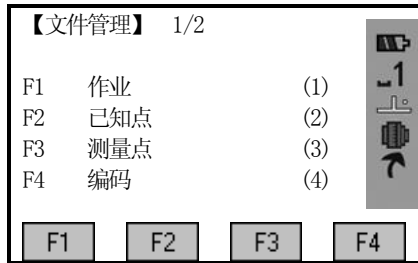 【文件管理】 1/2
F1 作业 (1)
F2 已知点 (2)
F3 测量点 (3)
F4 编码 (4)
1
F1 F2 F3 F4